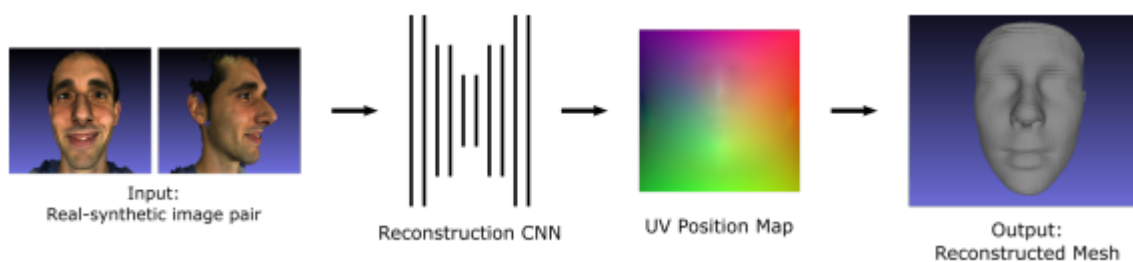 Input:
Real-synthetic image pair
Reconstruction CNN
UV Position Map
Output:
Reconstructed Mesh